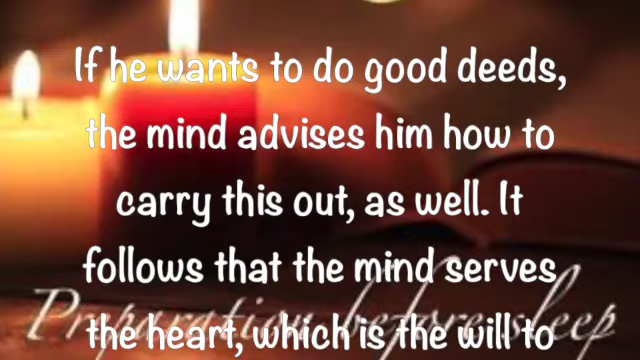 If he wants to do good deeds,
the mind advises him how to
carry this out, as well. It
follows that the mind serves
Preparation before sleep
the heart, which is the will to